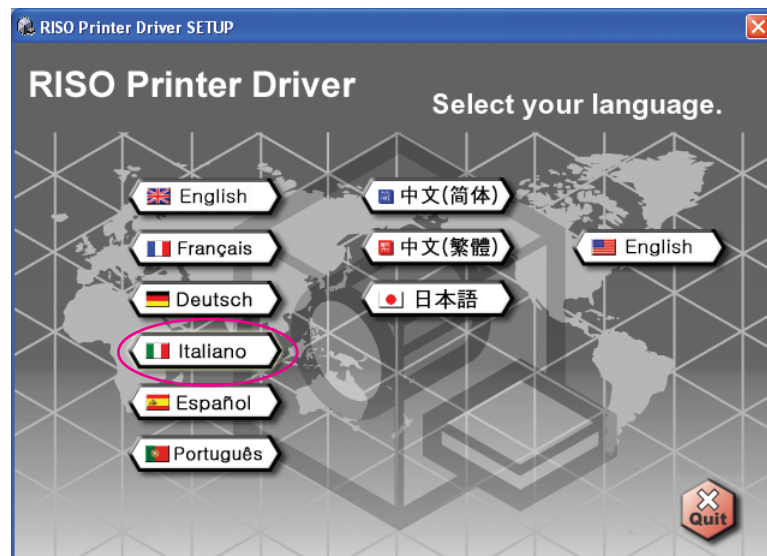 RISO Printer Driver SETUP
RISO Printer Driver
Select your language.
English
Français
Deutsch
Italiano
Español
Português
中文(简体)
中文(繁體)
日本語
English
Quit